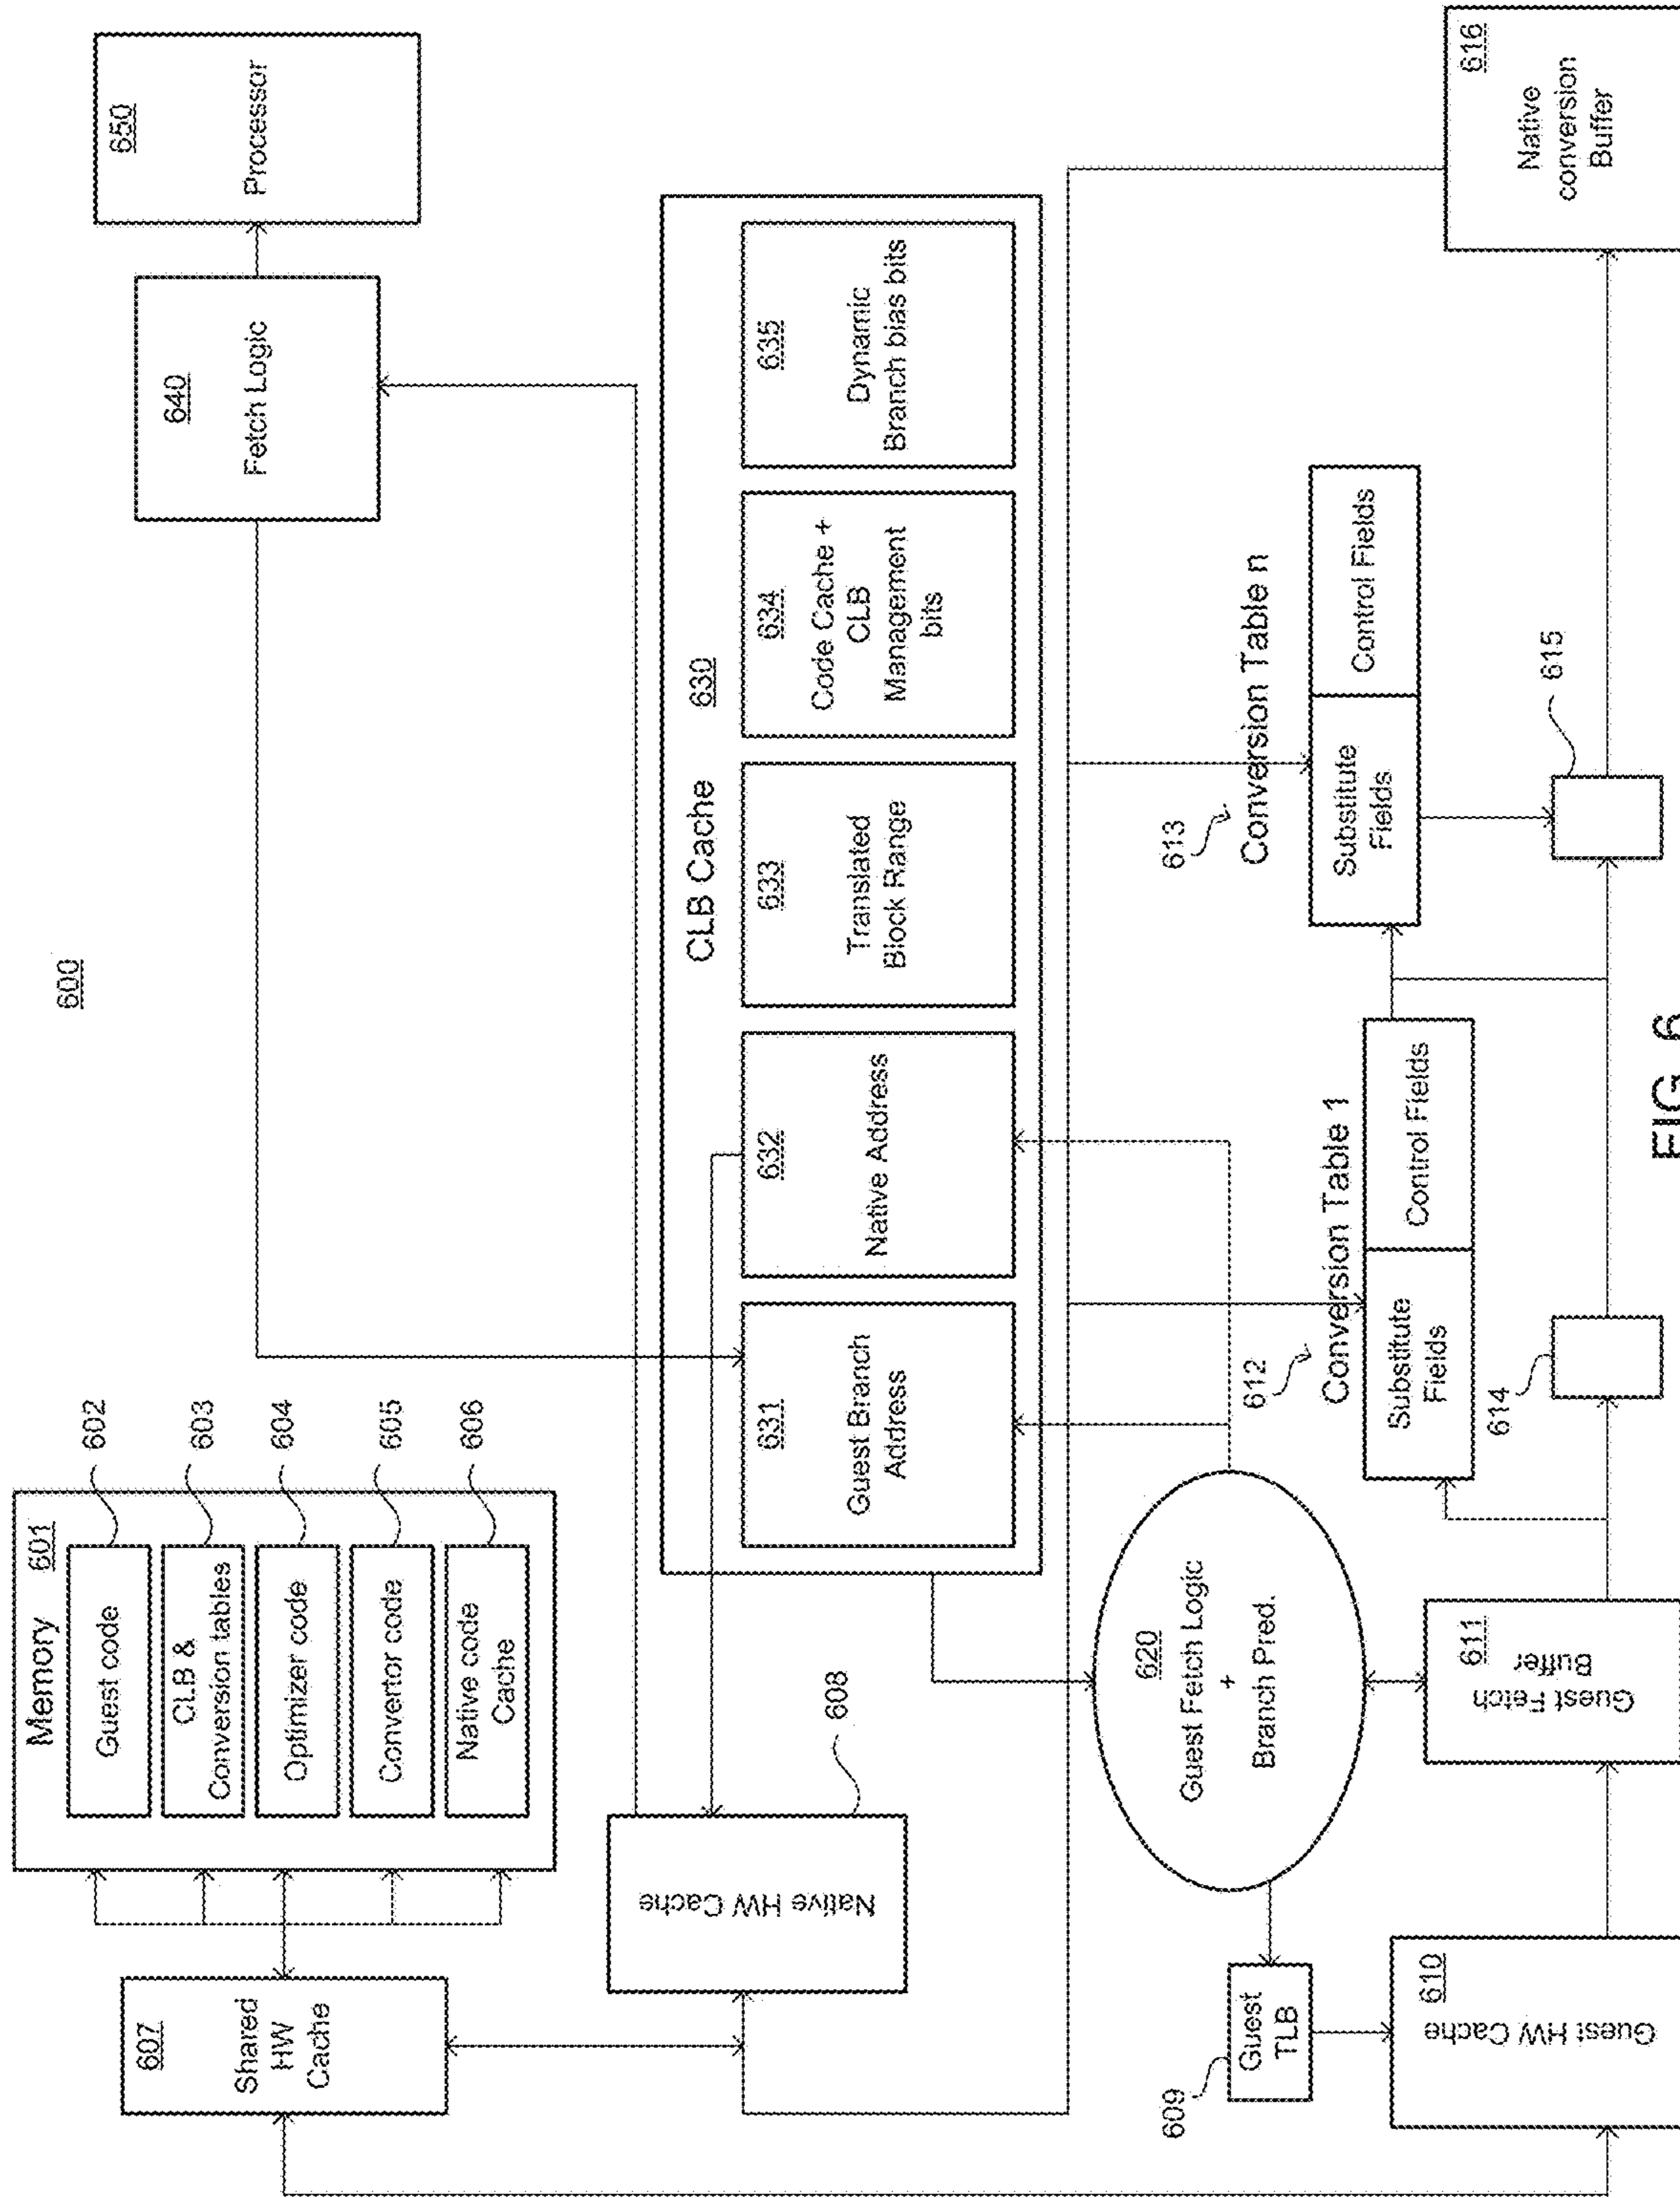 600
Memory 601
Guest code
602
CLB &
Conversion tables
603
Optimizer code
604
Convertor code
605
Native code
Cache
606
607
Shared
HW
Cache
Native HW Cache
608
640
Fetch Logic
650
Processor
CLB Cache 630
631
Guest Branch
Address
632
Native Address
633
Translated
Block Range
634
Code Cache +
CLB
Management
bits
635
Dynamic
Branch bias bits
620
Guest Fetch Logic
+
Branch Pred.
609
Guest
TLB
610
Guest HW Cache
611
Guest Fetch
Buffer
612
Conversion Table 1
Substitute
Fields
Control Fields
614
613
Conversion Table n
Substitute
Fields
Control Fields
615
616
Native
conversion
Buffer
FIG. 6